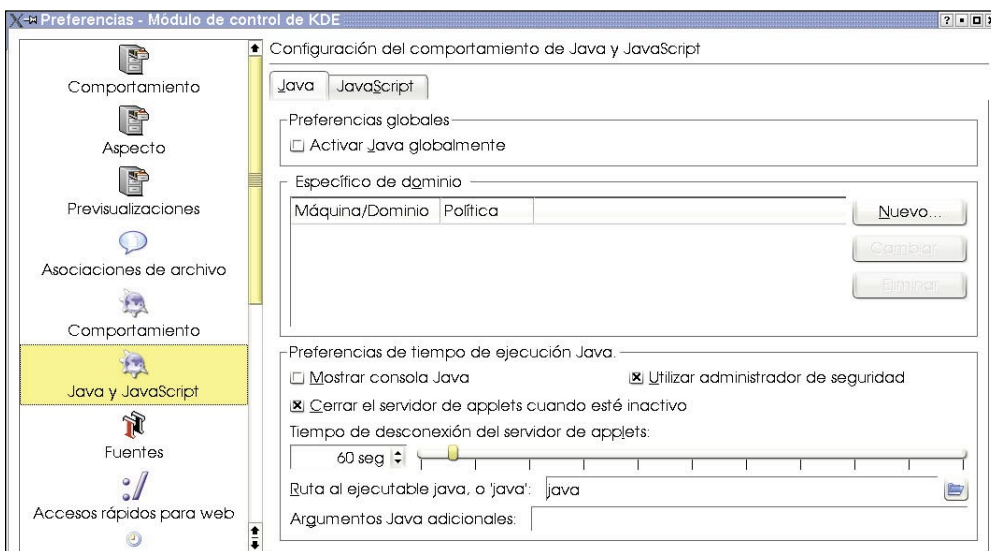 Preferencias - Módulo de control de KDE
Comportamiento
Aspecto
Previsualizaciones
Asociaciones de archivo
Comportamiento
Java y JavaScript
Fuentes
Accesos rápidos para web
Configuración del comportamiento de Java y JavaScript
Java JavaScript
Preferencias globales
Activar Java globalmente
Específico de dominio
Máquina/Dominio Política
Nuevo...
Cambiar
Eliminar
Preferencias de tiempo de ejecución Java.
Mostrar consola Java Utilizar administrador de seguridad
Cerrar el servidor de applets cuando esté inactivo
Tiempo de desconexión del servidor de applets:
60 seg
Ruta al ejecutable java, o 'java': java
Argumentos Java adicionales: